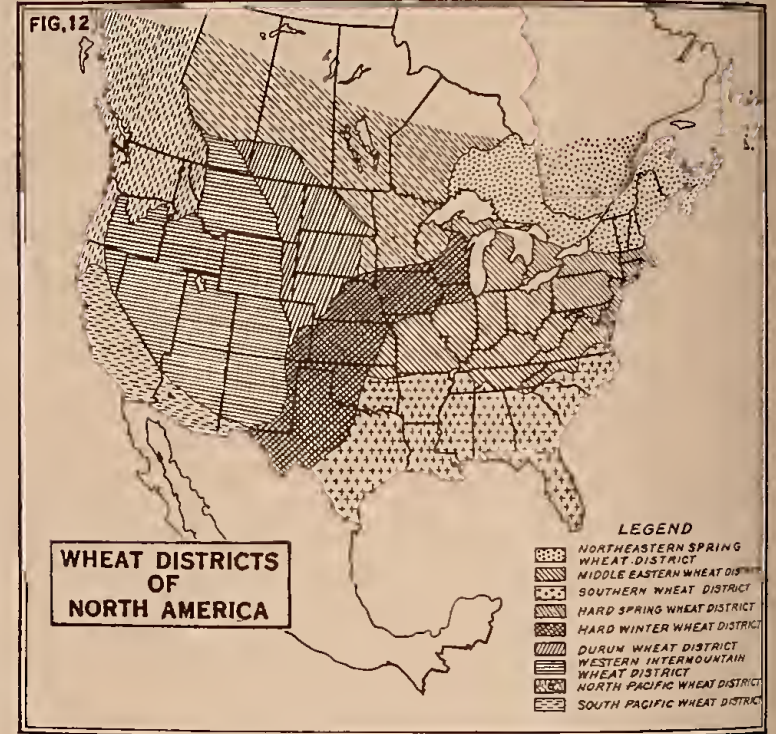 FIG.12
WHEAT DISTRICTS
OF
NORTH AMERICA
LEGEND
NORTHEASTERN SPRING
WHEAT DISTRICT
MIDDLE EASTERN WHEAT DISTRICT
SOUTHERN WHEAT DISTRICT
HARD SPRING WHEAT DISTRICT
HARD WINTER WHEAT DISTRICT
DURUM WHEAT DISTRICT
WESTERN INTERMOUNTAIN
WHEAT DISTRICT
NORTH PACIFIC WHEAT DISTRICT
SOUTH PACIFIC WHEAT DISTRICT